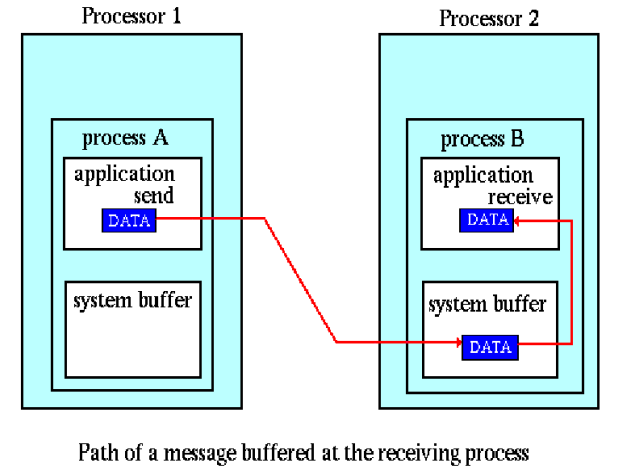 Processor 1
Processor 2
process A
application
send
DATA
system buffer
process B
application
receive
DATA
system buffer
DATA
Path of a message buffered at the receiving process